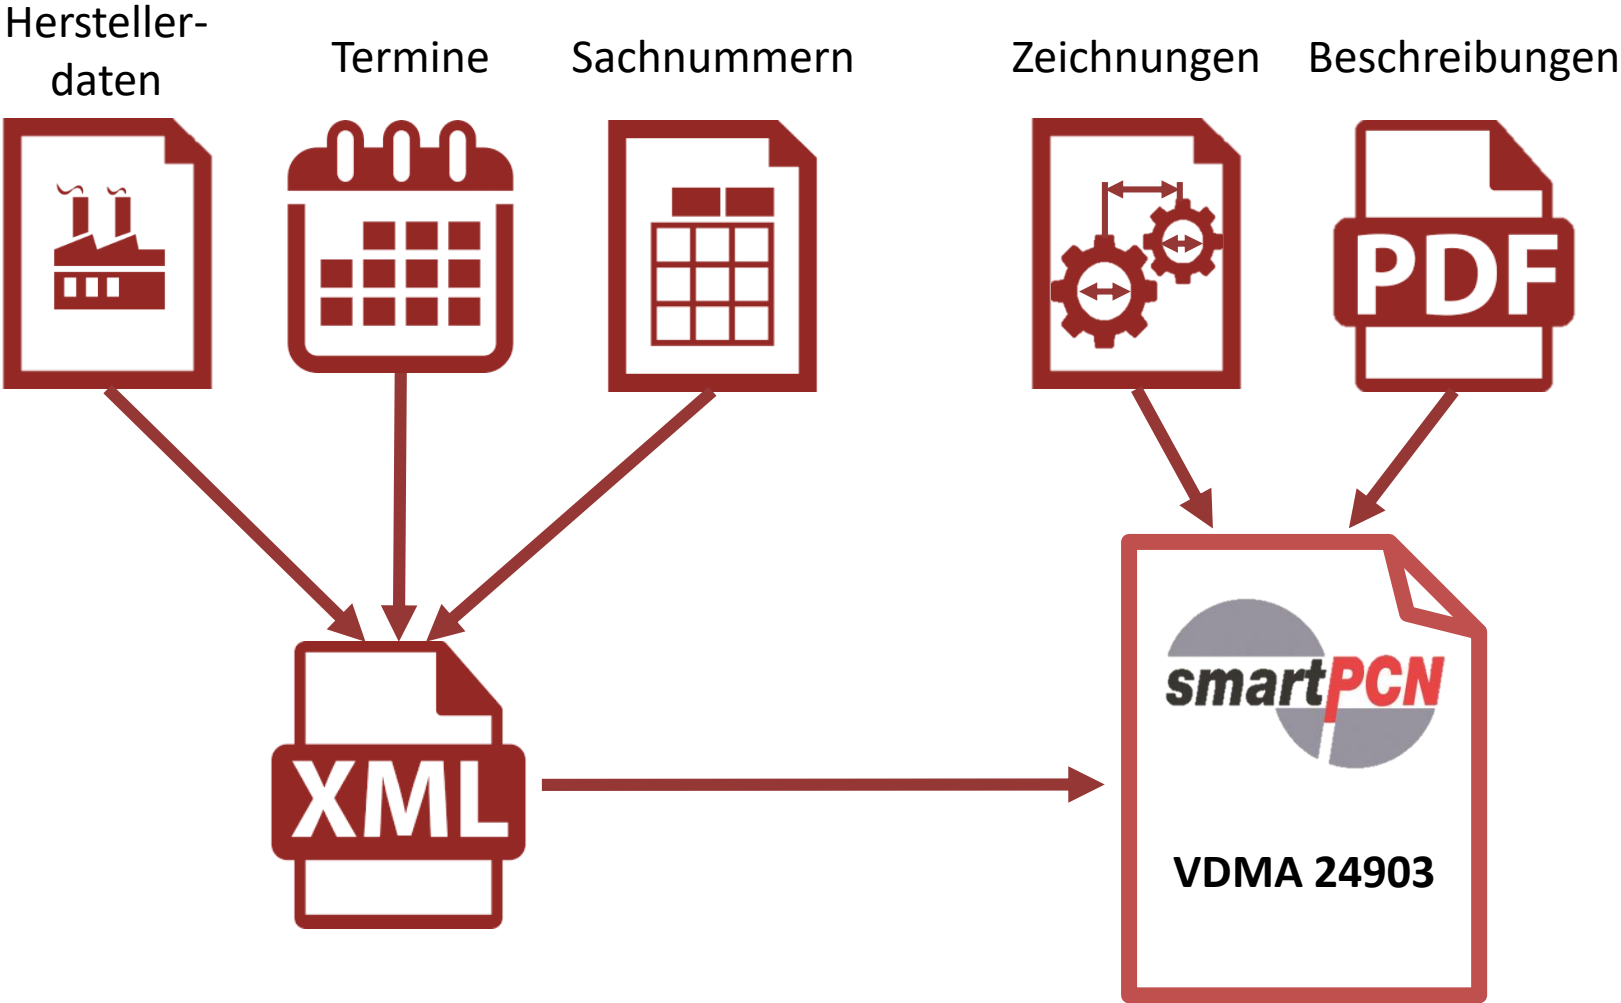 Hersteller-
daten
Termine
Sachnummern
Zeichnungen
Beschreibungen
PDF
XML
smartPCN
VDMA 24903